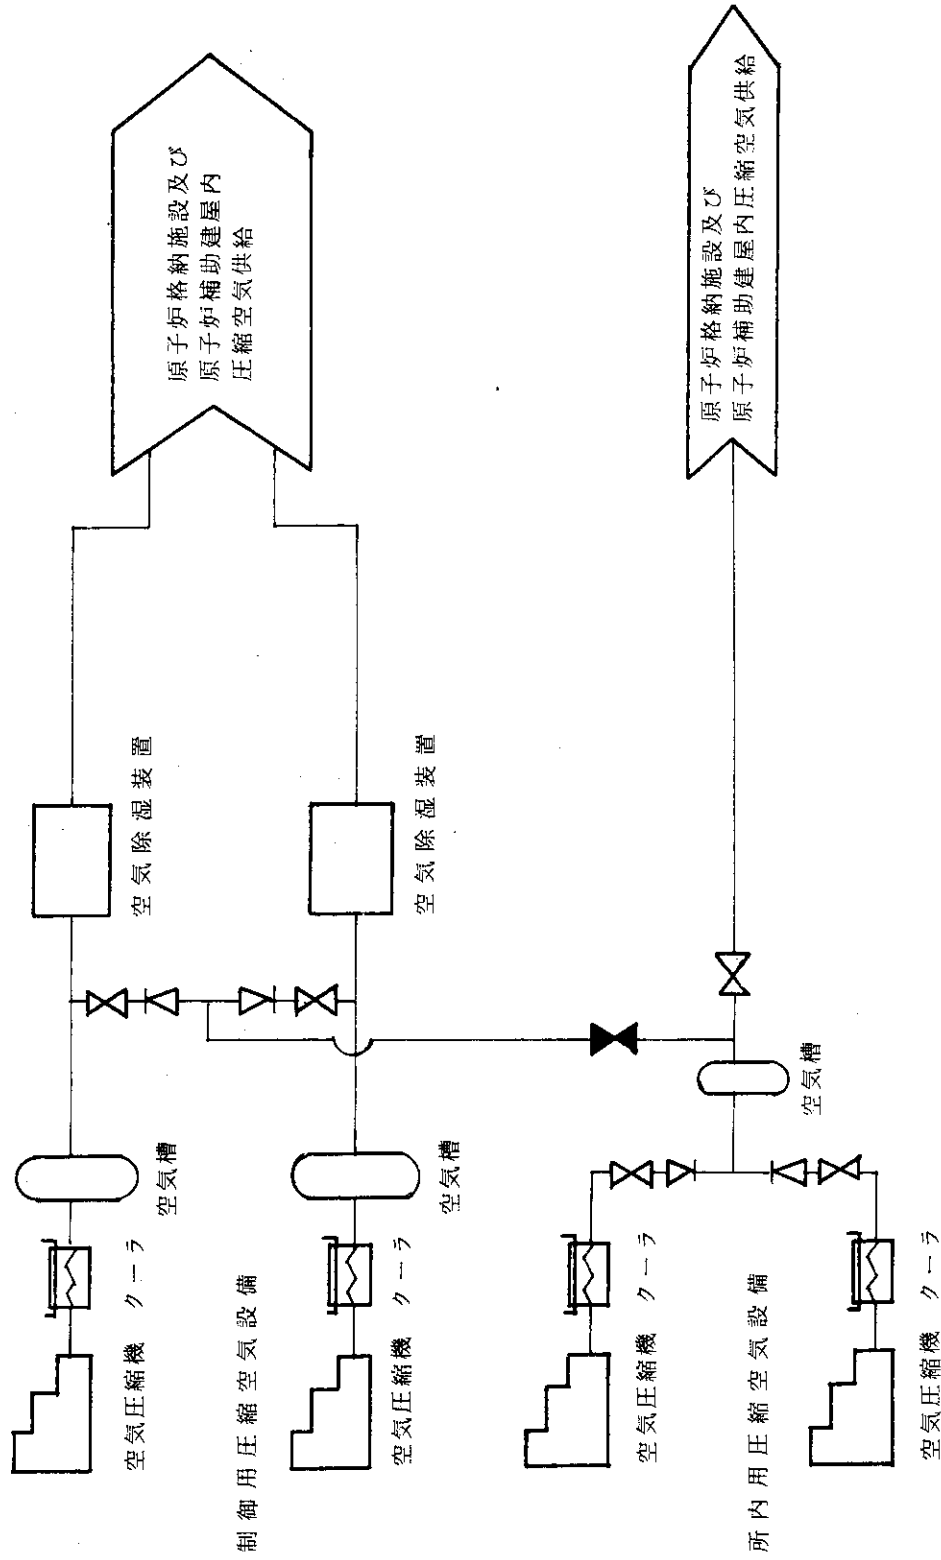 制御用圧縮空気設備
空気圧縮機
クーラ
空気槽
空気除湿装置
原子炉格納施設及び
原子炉補助建屋内
圧縮空気供給
空気圧縮機
クーラ
空気槽
空気除湿装置
所内用圧縮空気設備
空気圧縮機
クーラ
空気圧縮機
クーラ
空気槽
原子炉格納施設及び
原子炉補助建屋内圧縮空気供給